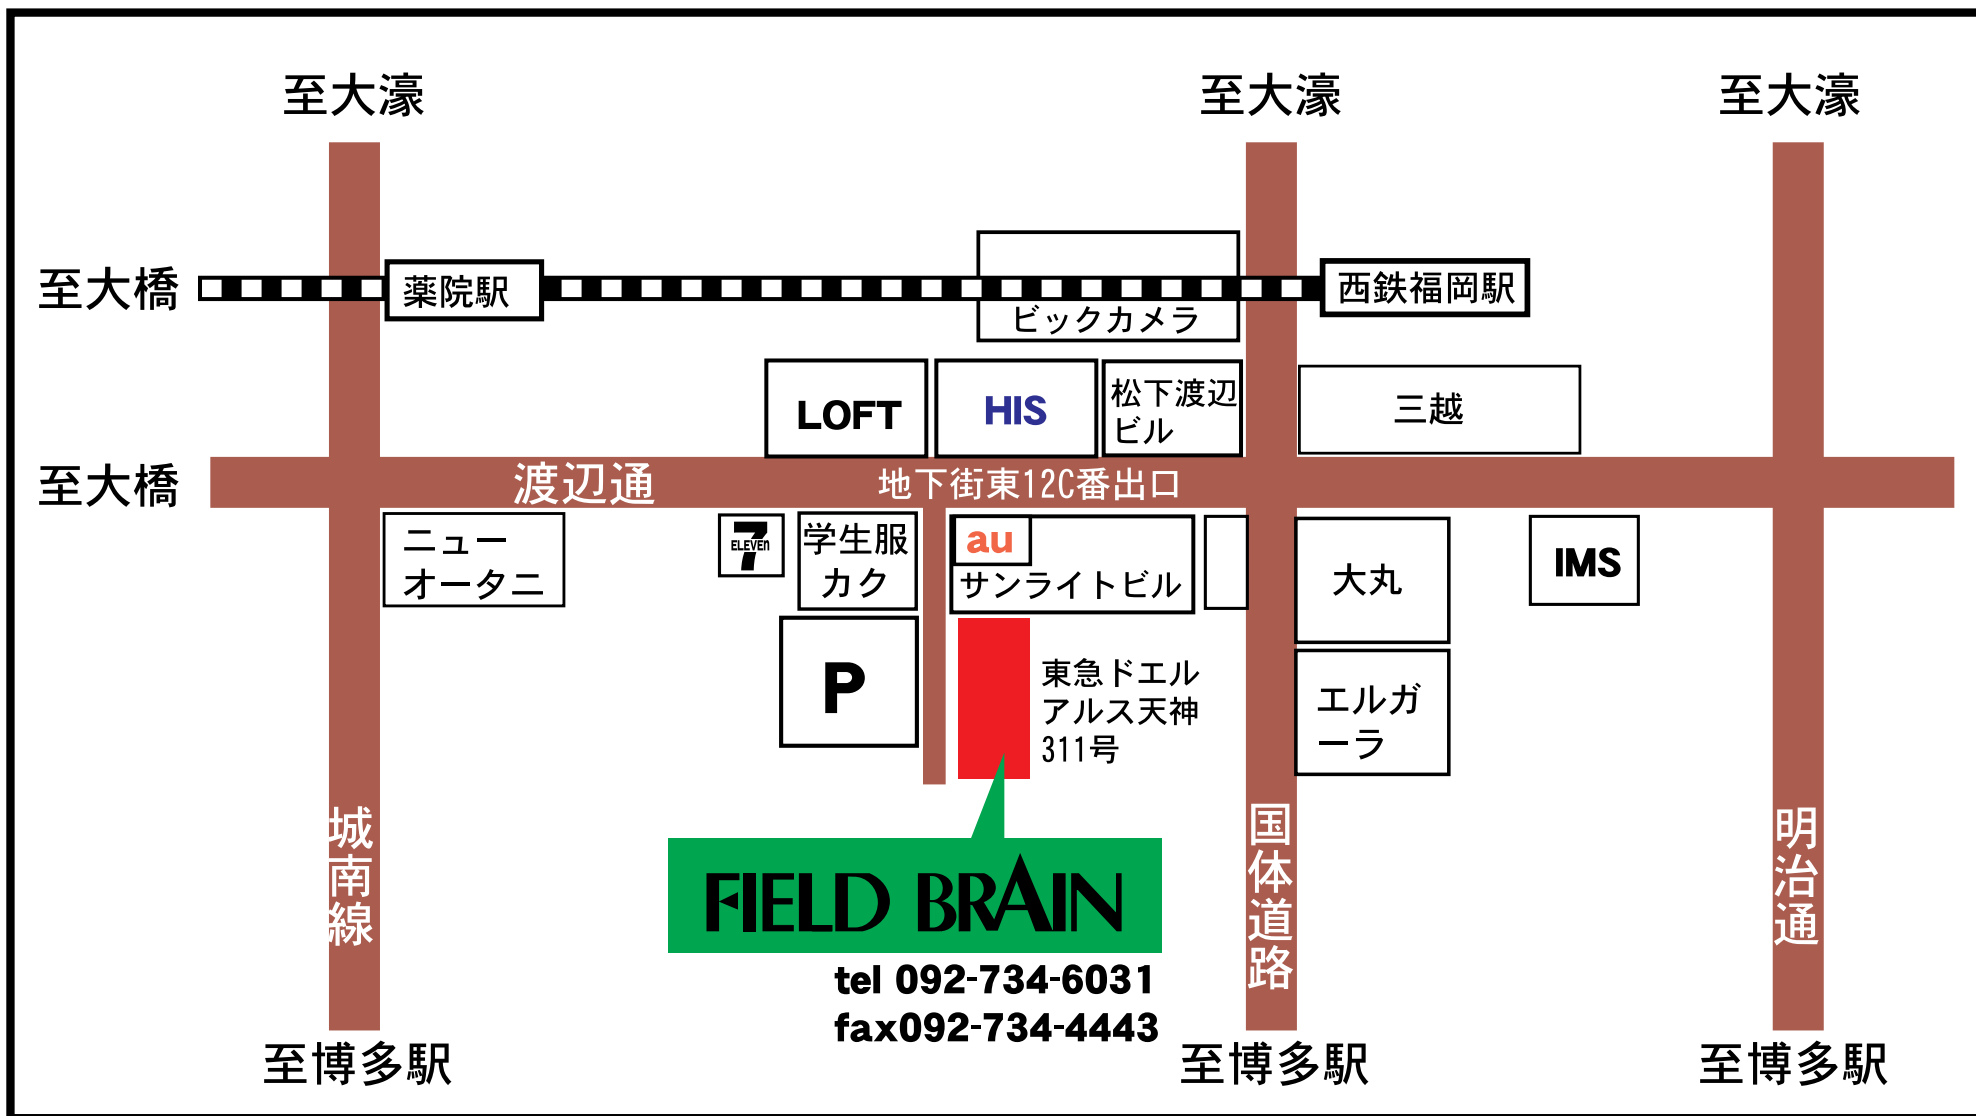 至大濠
至大濠
至大濠
至大橋
薬院駅
西鉄福岡駅
ビックカメラ
LOFT
HIS
松下渡辺
ビル
三越
至大橋
渡辺通
地下街東12C番出口
ニュー
オータニ
7
ELEVEn
学生服
カク
au
サンライトビル
大丸
IMS
P
東急ドエル
アルス天神
311号
エルガ
ーラ
城南線
国体道路
明治通
FIELD BRAIN
tel 092-734-6031
fax092-734-4443
至博多駅
至博多駅
至博多駅